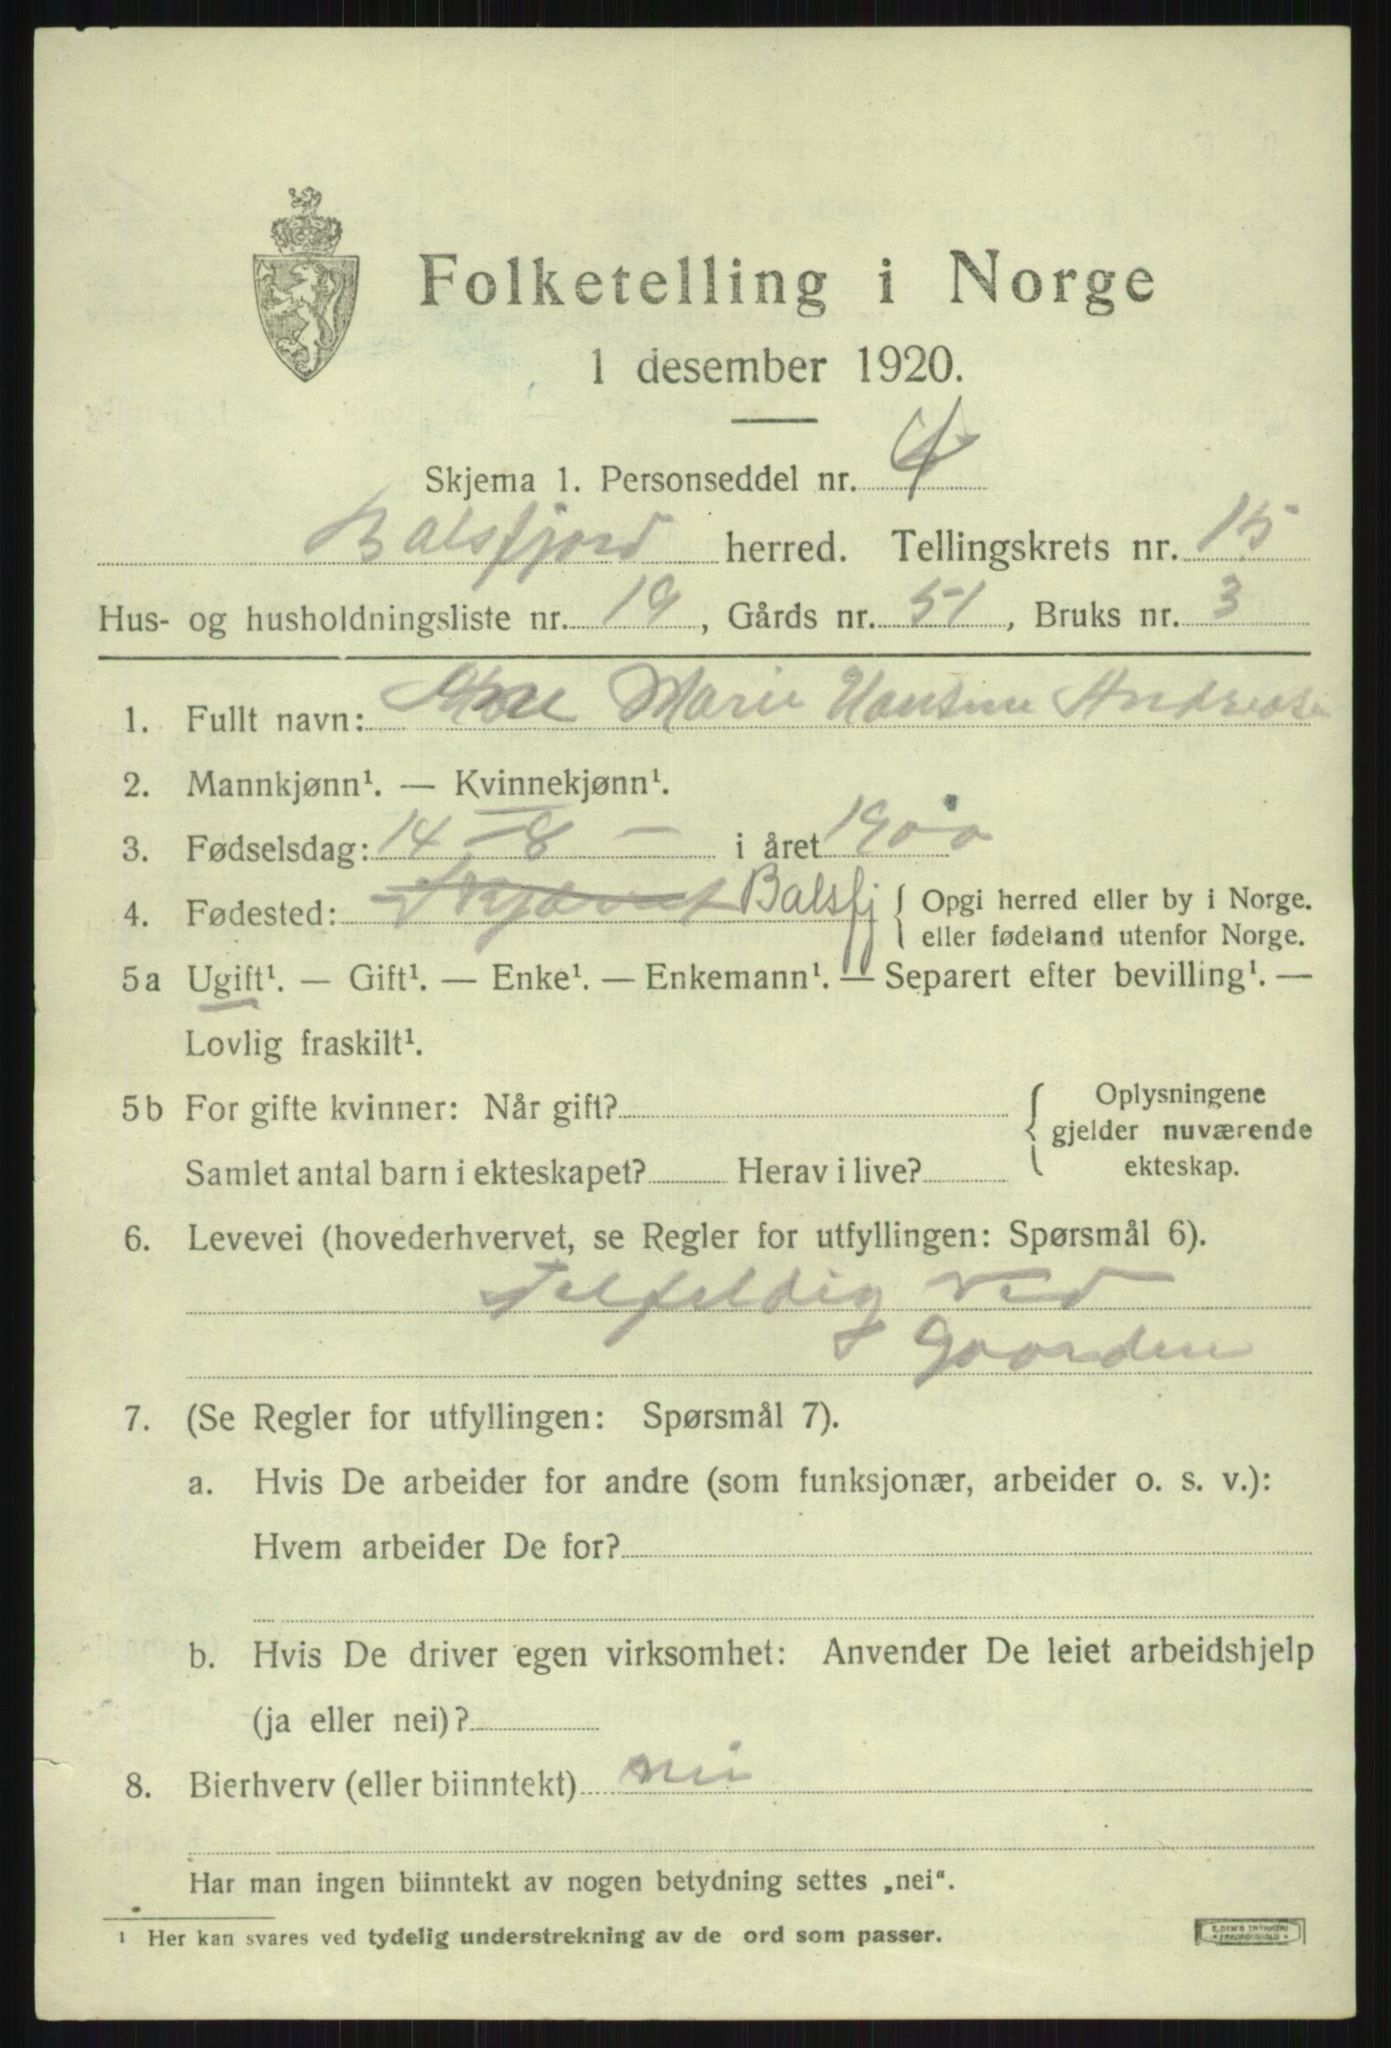 Folketelling i Norge
1 desember 1920.
Skjema 1. Personseddel nr. 4
Balsfjord herred. Tellingskrets nr. 15
Hus- og husholdningsliste nr. 19, Gårds nr. 51, Bruks nr. 3
1. Fullt navn: Marie Hansine Andreas
2. Mannkjønn¹. — Kvinnekjønn¹.
3. Fødselsdag: 14 – 8 – i året 1900
4. Fødested: Balsfj { Opgi herred eller by i Norge.
eller fødeland utenfor Norge.
5a Ugift¹. — Gift¹. — Enke¹. — Enkemann¹. — Separert efter bevilling¹. —
Lovlig fraskilt¹.
5b For gifte kvinner: Når gift? { Oplysningene
gjelder nuværende
Samlet antal barn i ekteskapet? Herav i live? ekteskap.
6. Levevei (hovederhvervet, se Regler for utfyllingen: Spørsmål 6).
Telfeldig ved
Gaarden
7. (Se Regler for utfyllingen: Spørsmål 7).
a. Hvis De arbeider for andre (som funksjonær, arbeider o. s. v.):
Hvem arbeider De for?
b. Hvis De driver egen virksomhet: Anvender De leiet arbeidshjelp
(ja eller nei)?
8. Bierhverv (eller biinntekt) nei
Har man ingen biinntekt av nogen betydning settes „nei“.
¹ Her kan svares ved tydelig understrekning av de ord som passer.